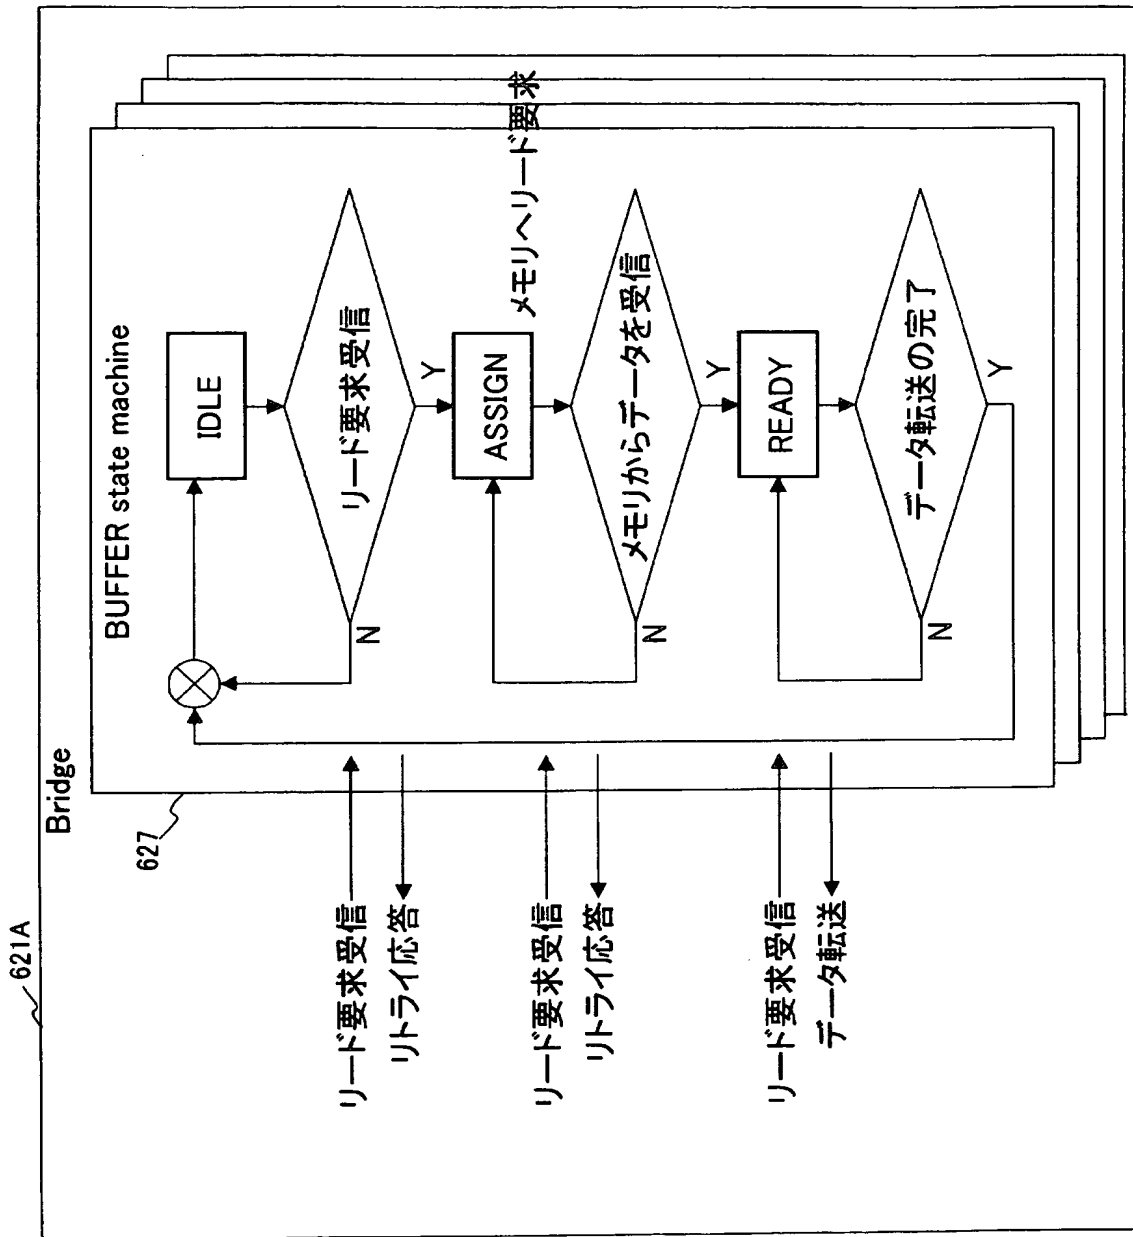 621A
Bridge
627
BUFFER state machine
IDLE
リード要求受信
Y
N
ASSIGN
メモリへリード要求
メモリからデータを受信
Y
N
READY
データ転送の完了
Y
N
リード要求受信
リトライ応答
リード要求受信
リトライ応答
リード要求受信
データ転送